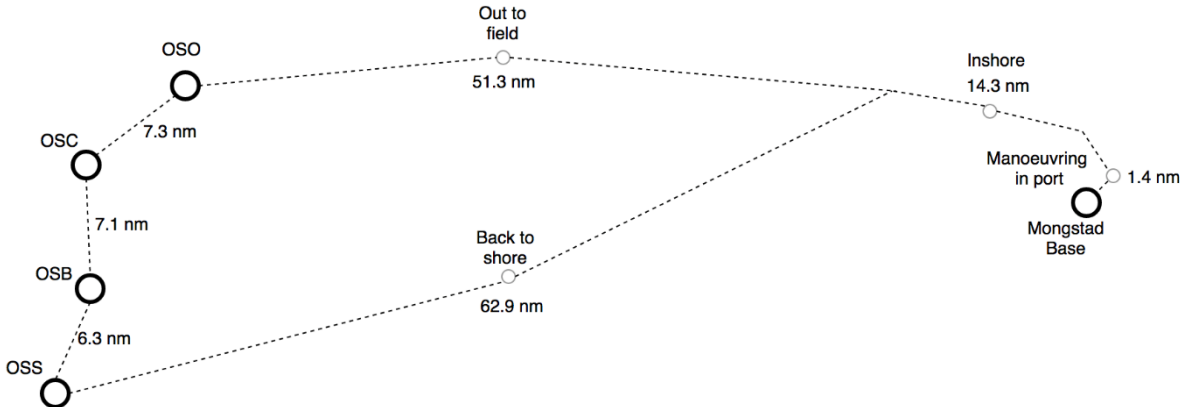 Out to
field
51.3 nm
OSO
Inshore
14.3 nm
7.3 nm
OSC
Manoeuvring
in port
1.4 nm
Mongstad
Base
7.1 nm
Back to
shore
62.9 nm
OSB
6.3 nm
OSS